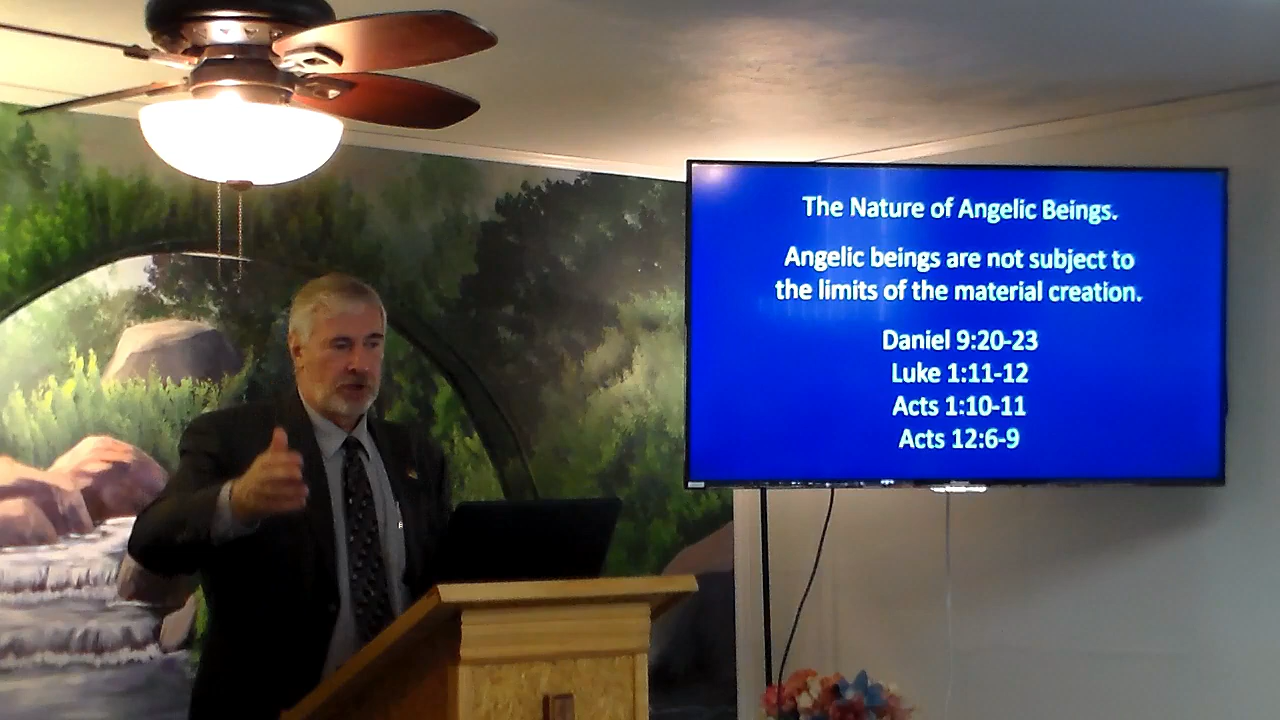 The Nature of Angelic Beings.
Angelic beings are not subject to
the limits of the material creation.
Daniel 9:20-23
Luke 1:11-12
Acts 1:10-11
Acts 12:6-9